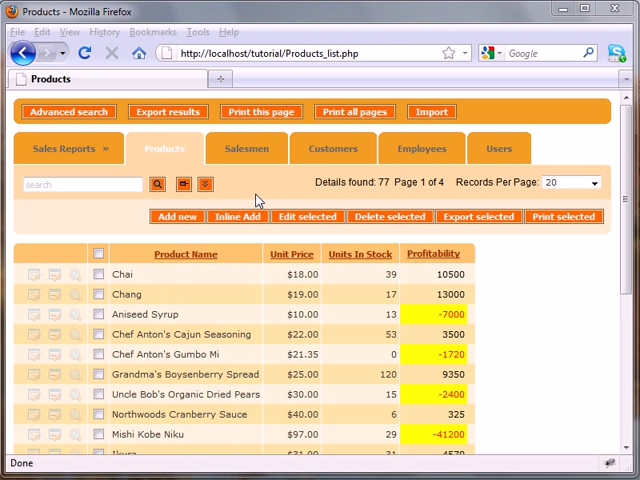 Products - Mozilla Firefox
File Edit View History Bookmarks Tools Help
http://localhost/tutorial/Products_list.php Google
Products
Advanced search Export results Print this page Print all pages Import
Sales Reports » Products Salesmen Customers Employees Users
search Details found: 77 Page 1 of 4 Records Per Page: 20
Add new Inline Add Edit selected Delete selected Export selected Print selected
Product Name Unit Price Units In Stock Profitability
Chai $18.00 39 10500
Chang $19.00 17 13000
Aniseed Syrup $10.00 13 -7000
Chef Anton's Cajun Seasoning $22.00 53 3500
Chef Anton's Gumbo Mi $21.35 0 -1720
Grandma's Boysenberry Spread $25.00 120 9350
Uncle Bob's Organic Dried Pears $30.00 15 -2400
Northwoods Cranberry Sauce $40.00 6 325
Mishi Kobe Niku $97.00 29 -41200
Ikura $31.00 31 4570
Done